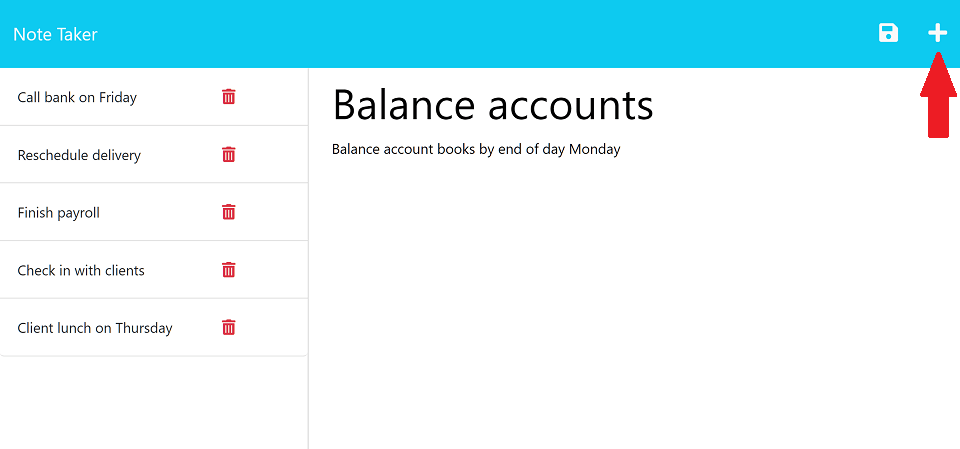 Note Taker
Call bank on Friday
Reschedule delivery
Finish payroll
Check in with clients
Client lunch on Thursday
Balance accounts
Balance account books by end of day Monday